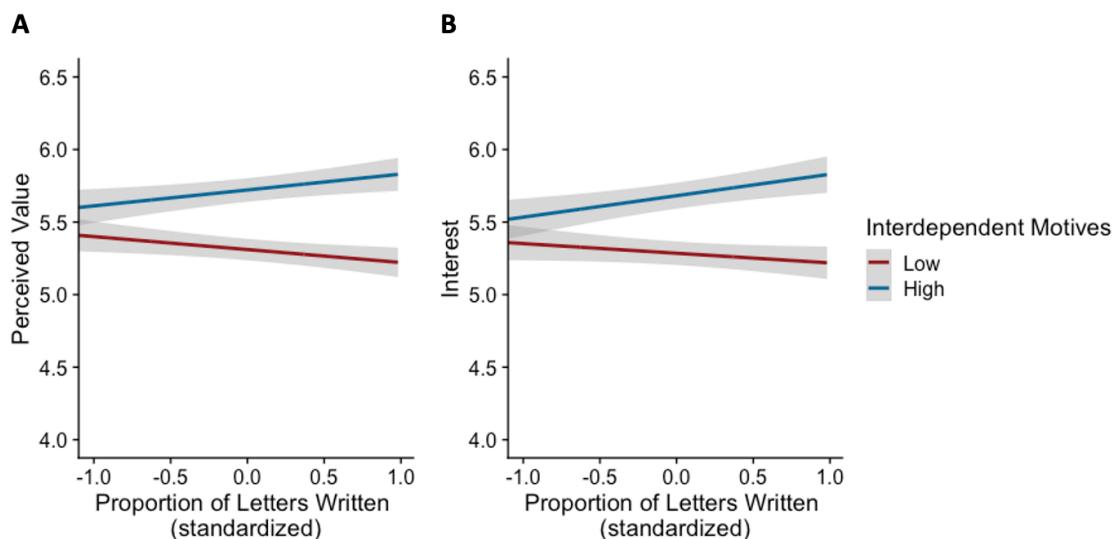 A
B
6.5
6.0
5.5
5.0
4.5
4.0
Perceived Value
-1.0 -0.5 0.0 0.5 1.0
Proportion of Letters Written
(standardized)
6.5
6.0
5.5
5.0
4.5
4.0
Interest
-1.0 -0.5 0.0 0.5 1.0
Proportion of Letters Written
(standardized)
Interdependent Motives
Low
High